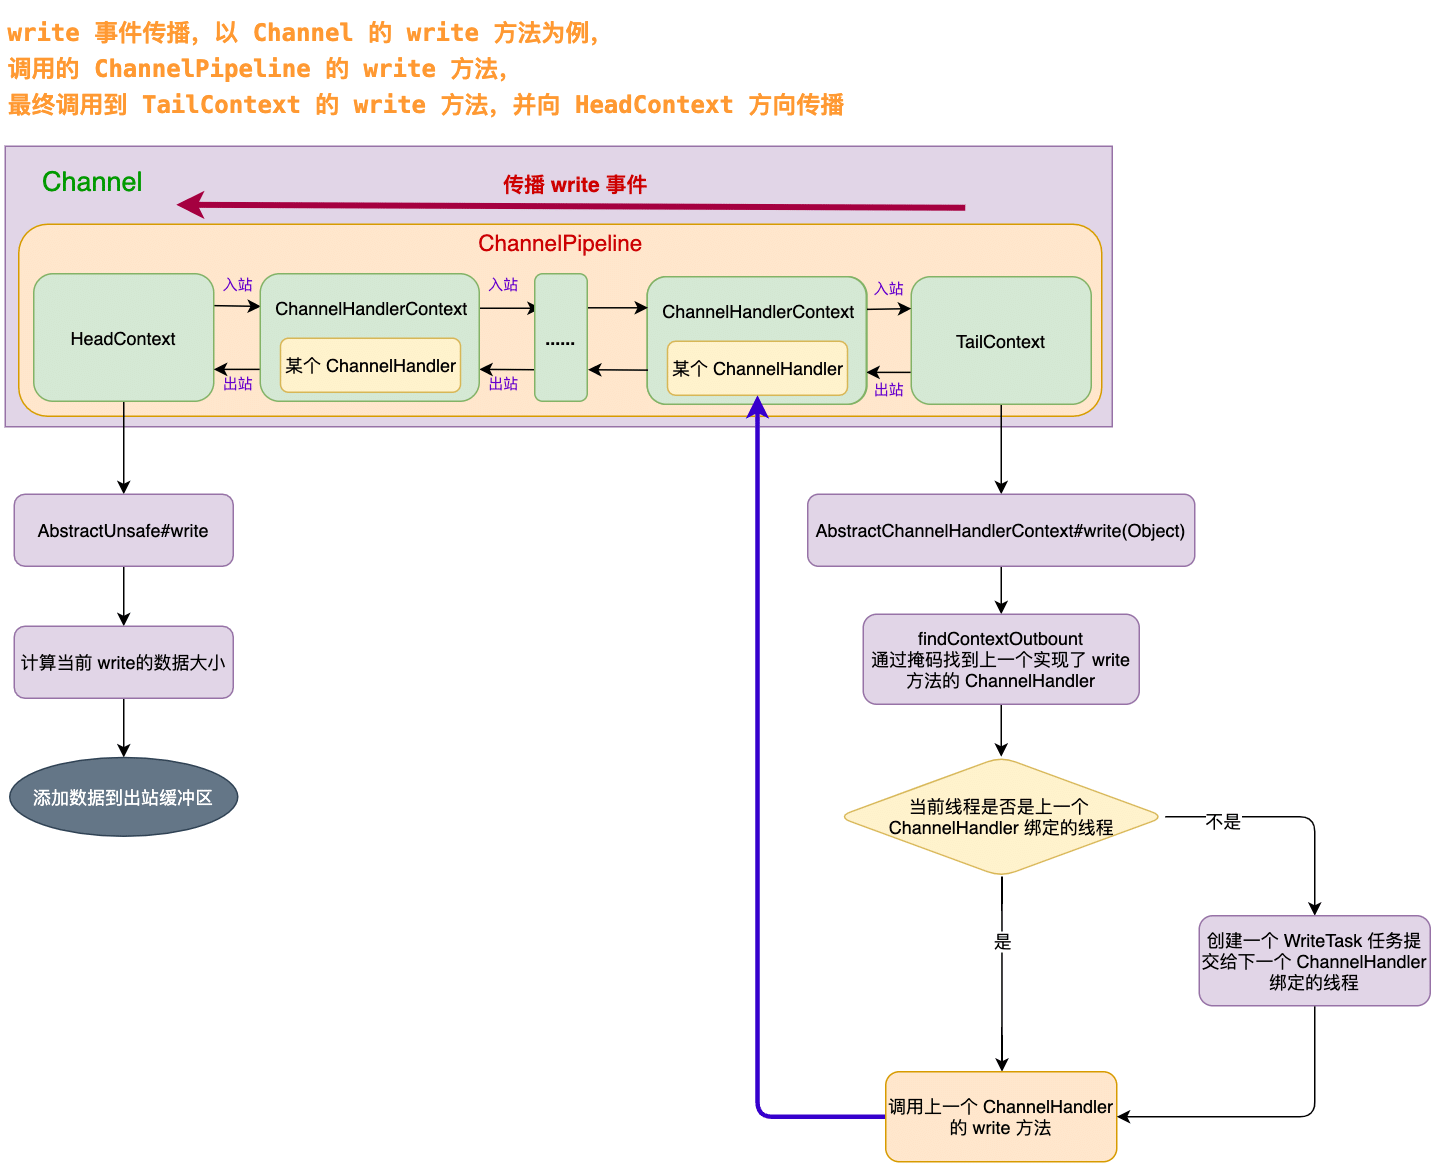 write 事件传播，以 Channel 的 write 方法为例，
调用的 ChannelPipeline 的 write 方法，
最终调用到 TailContext 的 write 方法，并向 HeadContext 方向传播
Channel
传播 write 事件
ChannelPipeline
HeadContext
入站
出站
ChannelHandlerContext
某个 ChannelHandler
入站
出站
......
ChannelHandlerContext
某个 ChannelHandler
入站
出站
TailContext
AbstractUnsafe#write
计算当前 write的数据大小
添加数据到出站缓冲区
AbstractChannelHandlerContext#write(Object)
findContextOutbount
通过掩码找到上一个实现了 write
方法的 ChannelHandler
当前线程是否是上一个
ChannelHandler 绑定的线程
不是
是
创建一个 WriteTask 任务提
交给下一个 ChannelHandler
绑定的线程
调用上一个 ChannelHandler
的 write 方法